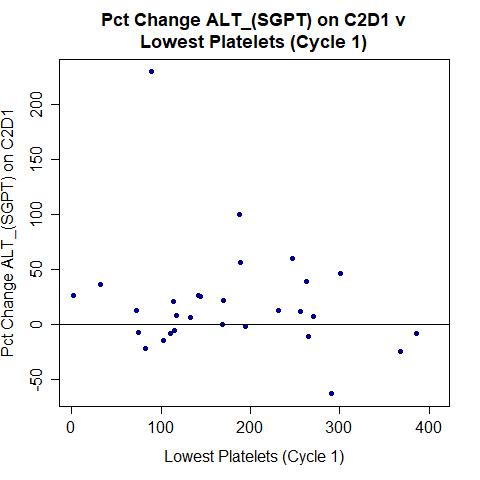 Pct Change ALT_(SGPT) on C2D1 v
Lowest Platelets (Cycle 1)
Pct Change ALT_(SGPT) on C2D1
200
150
100
50
0
-50
0 100 200 300 400
Lowest Platelets (Cycle 1)